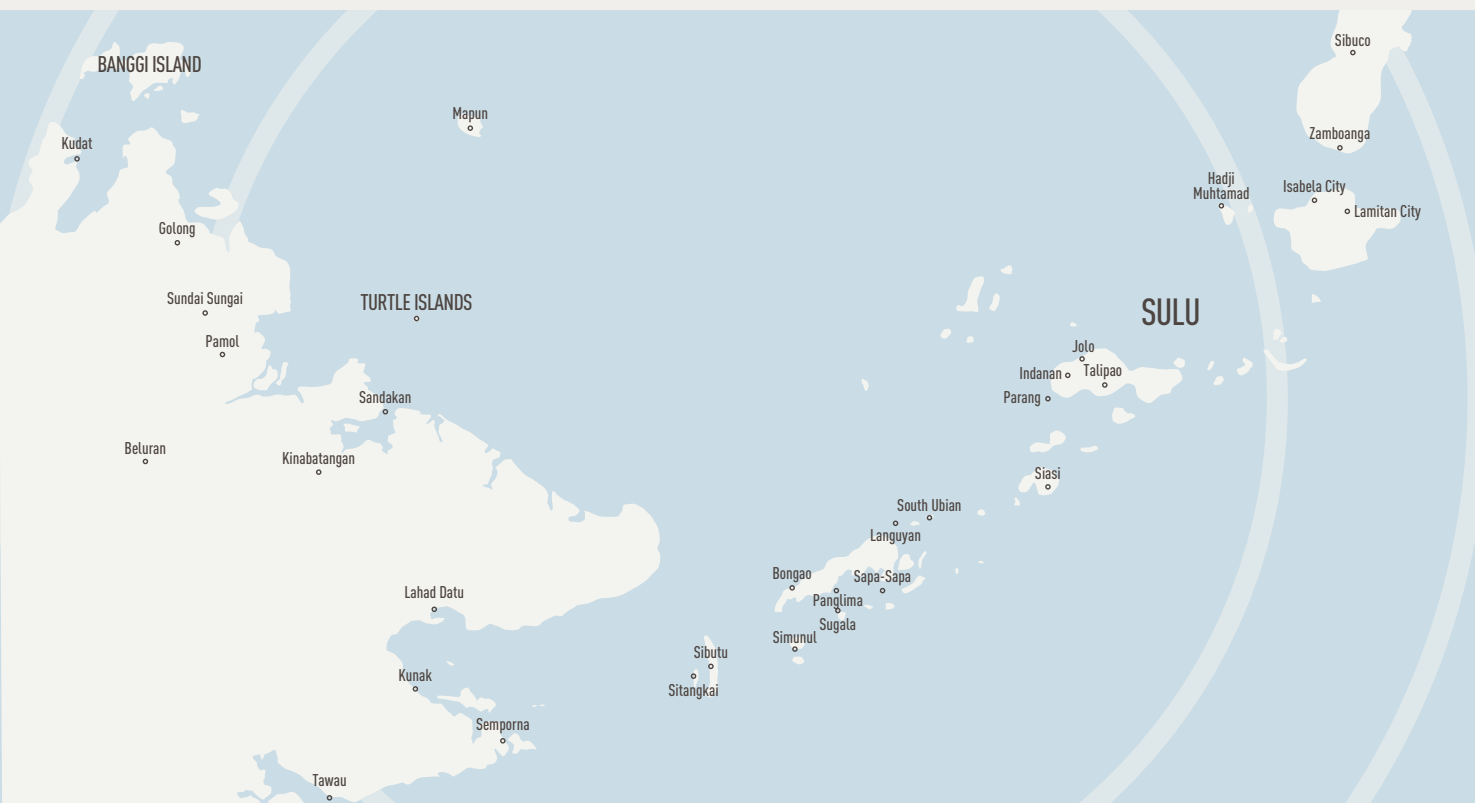 Sibuco
BANGGI ISLAND
Mapun
Zamboanga
Kudat
Hadji
Muhtamad
Isabela City
Lamitan City
Golong
Sundai Sungai
TURTLE ISLANDS
SULU
Pamol
Jolo
Indanan
Talipao
Sandakan
Parang
Beluran
Kinabatangan
Siasi
South Ubian
Languyan
Bongao
Sapa-Sapa
Lahad Datu
Panglima
Sugala
Simunul
Sibutu
Kunak
Sitangkai
Semporna
Tawau